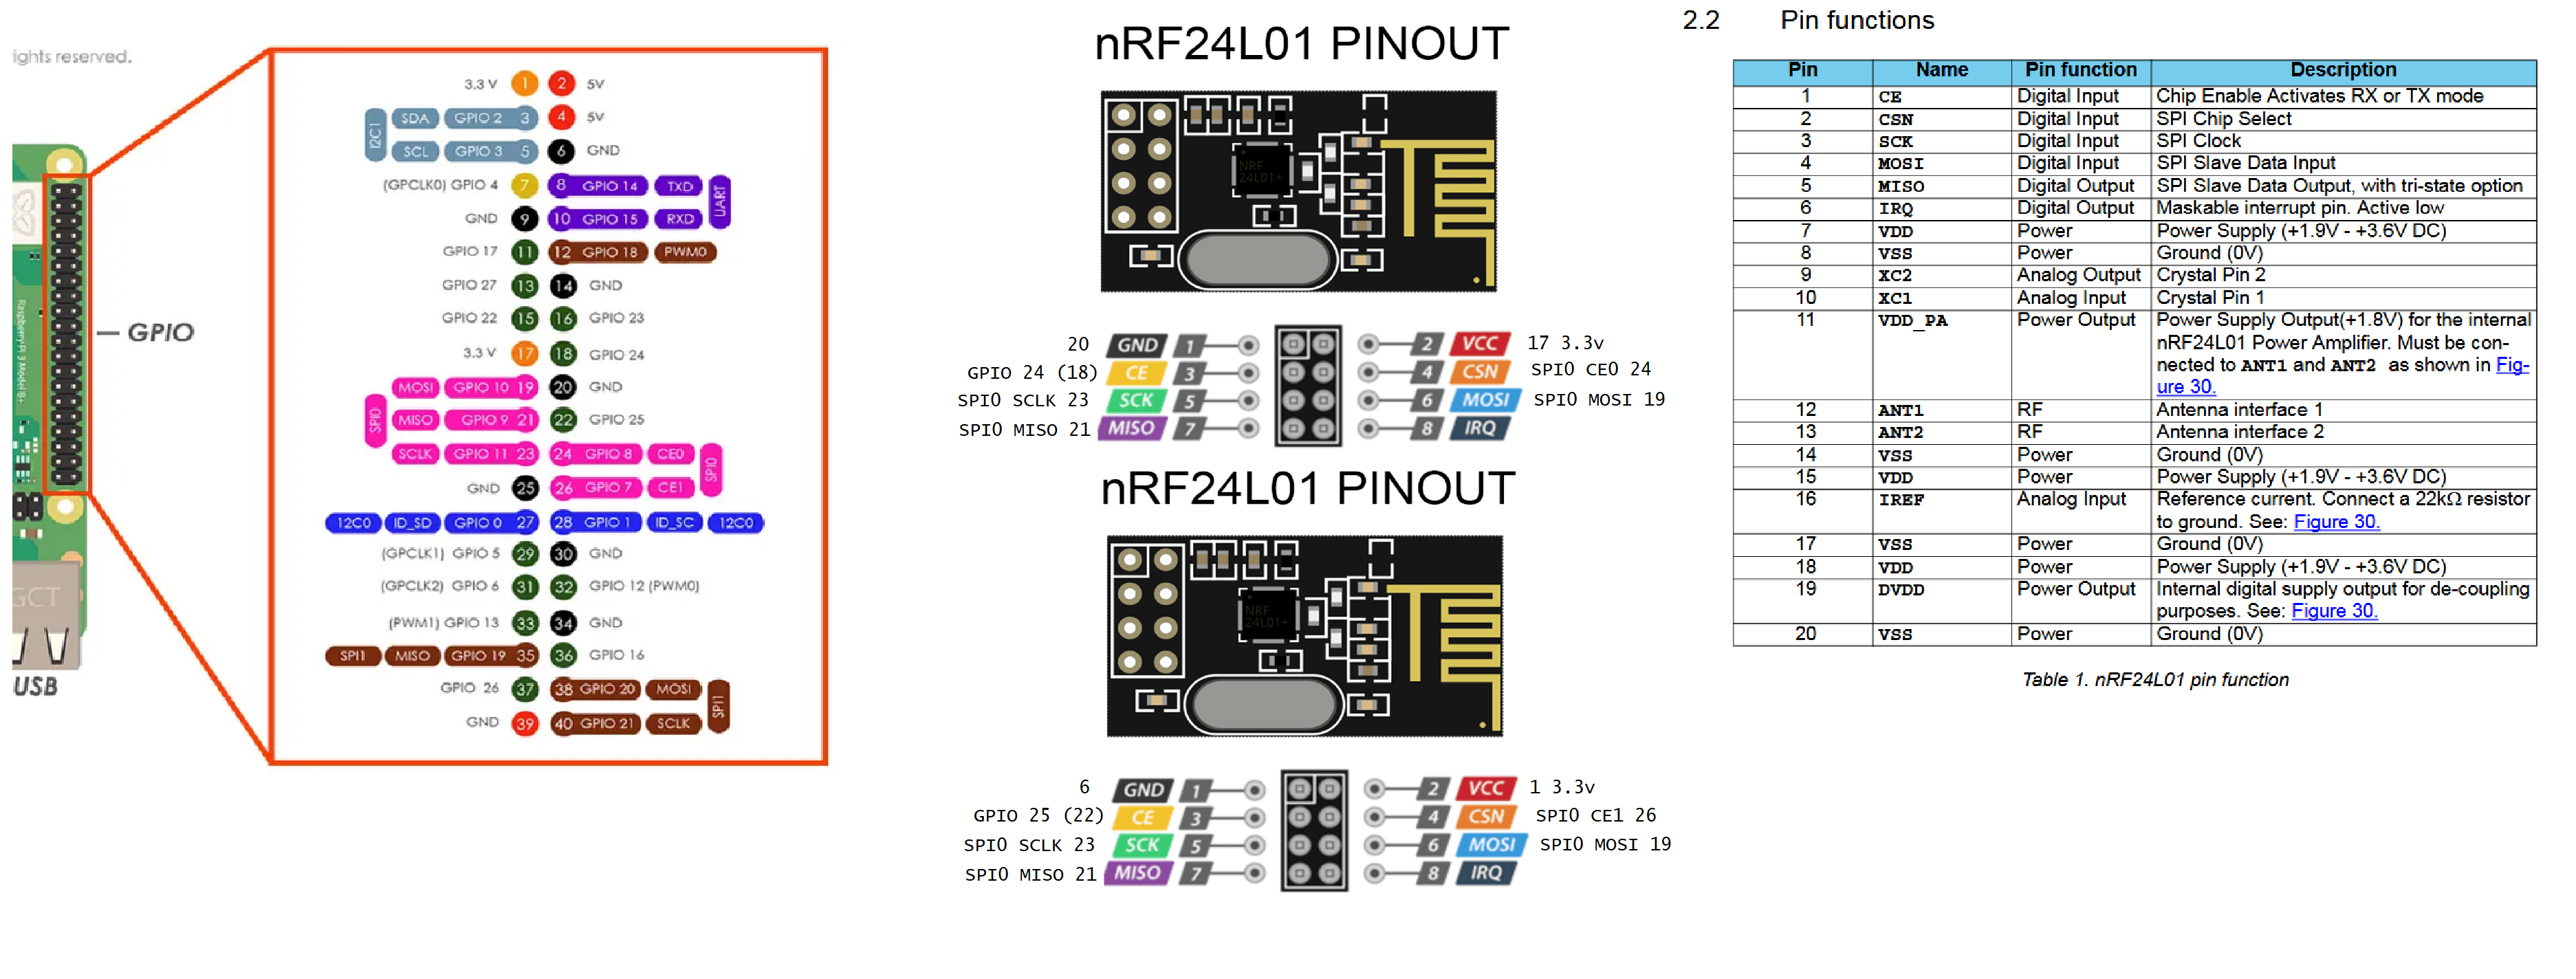 ights reserved.
GPIO
Raspberry Pi 3 Model B+
GCT
USB
3.3 V 1 2 5V
I2C1
SDA GPIO 2 3 4 5V
SCL GPIO 3 5 6 GND
(GPCLK0) GPIO 4 7 8 GPIO 14 TXD
UART
GND 9 10 GPIO 15 RXD
GPIO 17 11 12 GPIO 18 PWM0
GPIO 27 13 14 GND
GPIO 22 15 16 GPIO 23
3.3 V 17 18 GPIO 24
MOSI GPIO 10 19 20 GND
SPI0
MISO GPIO 9 21 22 GPIO 25
SCLK GPIO 11 23 24 GPIO 8 CE0
SPI0
GND 25 26 GPIO 7 CE1
12C0 ID_SD GPIO 0 27 28 GPIO 1 ID_SC 12C0
(GPCLK1) GPIO 5 29 30 GND
(GPCLK2) GPIO 6 31 32 GPIO 12 (PWM0)
(PWM1) GPIO 13 33 34 GND
SPI1 MISO GPIO 19 35 36 GPIO 16
GPIO 26 37 38 GPIO 20 MOSI
SPI1
GND 39 40 GPIO 21 SCLK
nRF24L01 PINOUT
NRF
24L01+
20 GND 1 2 VCC 17 3.3v
GPIO 24 (18) CE 3 4 CSN SPI0 CE0 24
SPI0 SCLK 23 SCK 5 6 MOSI SPI0 MOSI 19
SPI0 MISO 21 MISO 7 8 IRQ
nRF24L01 PINOUT
NRF
24L01+
6 GND 1 2 VCC 1 3.3v
GPIO 25 (22) CE 3 4 CSN SPI0 CE1 26
SPI0 SCLK 23 SCK 5 6 MOSI SPI0 MOSI 19
SPI0 MISO 21 MISO 7 8 IRQ
2.2 Pin functions
Pin Name Pin function Description
1 CE Digital Input Chip Enable Activates RX or TX mode
2 CSN Digital Input SPI Chip Select
3 SCK Digital Input SPI Clock
4 MOSI Digital Input SPI Slave Data Input
5 MISO Digital Output SPI Slave Data Output, with tri-state option
6 IRQ Digital Output Maskable interrupt pin. Active low
7 VDD Power Power Supply (+1.9V - +3.6V DC)
8 VSS Power Ground (0V)
9 XC2 Analog Output Crystal Pin 2
10 XC1 Analog Input Crystal Pin 1
11 VDD_PA Power Output Power Supply Output(+1.8V) for the internal
nRF24L01 Power Amplifier. Must be con-
nected to ANT1 and ANT2 as shown in Fig-
ure 30.
12 ANT1 RF Antenna interface 1
13 ANT2 RF Antenna interface 2
14 VSS Power Ground (0V)
15 VDD Power Power Supply (+1.9V - +3.6V DC)
16 IREF Analog Input Reference current. Connect a 22kΩ resistor
to ground. See: Figure 30.
17 VSS Power Ground (0V)
18 VDD Power Power Supply (+1.9V - +3.6V DC)
19 DVDD Power Output Internal digital supply output for de-coupling
purposes. See: Figure 30.
20 VSS Power Ground (0V)
Table 1. nRF24L01 pin function